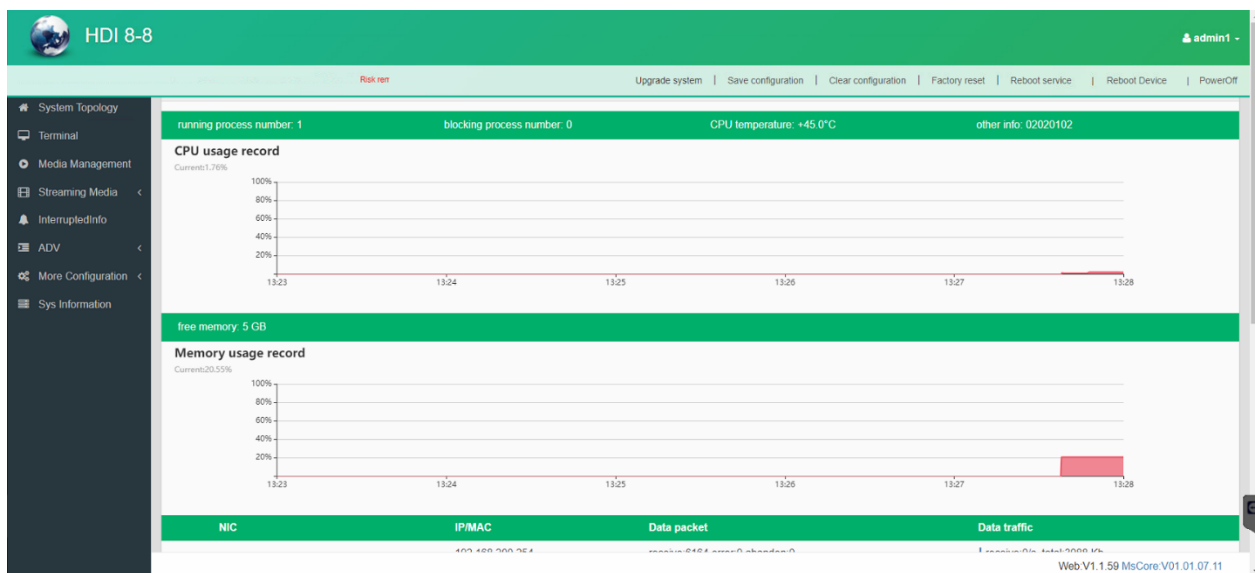 HDI 8-8
admin1
Risk rem
Upgrade system | Save configuration | Clear configuration | Factory reset | Reboot service | Reboot Device | PowerOff
System Topology
Terminal
Media Management
Streaming Media
InterruptedInfo
ADV
More Configuration
Sys Information
running process number: 1 blocking process number: 0 CPU temperature: +45.0°C other info: 02020102
CPU usage record
Current:1.76%
100%
80%
60%
40%
20%
13:23 13:24 13:25 13:26 13:27 13:28
free memory: 5 GB
Memory usage record
Current:20.55%
100%
80%
60%
40%
20%
13:23 13:24 13:25 13:26 13:27 13:28
NIC IP/MAC Data packet Data traffic
Web:V1.1.59 MsCore:V01.01.07.11